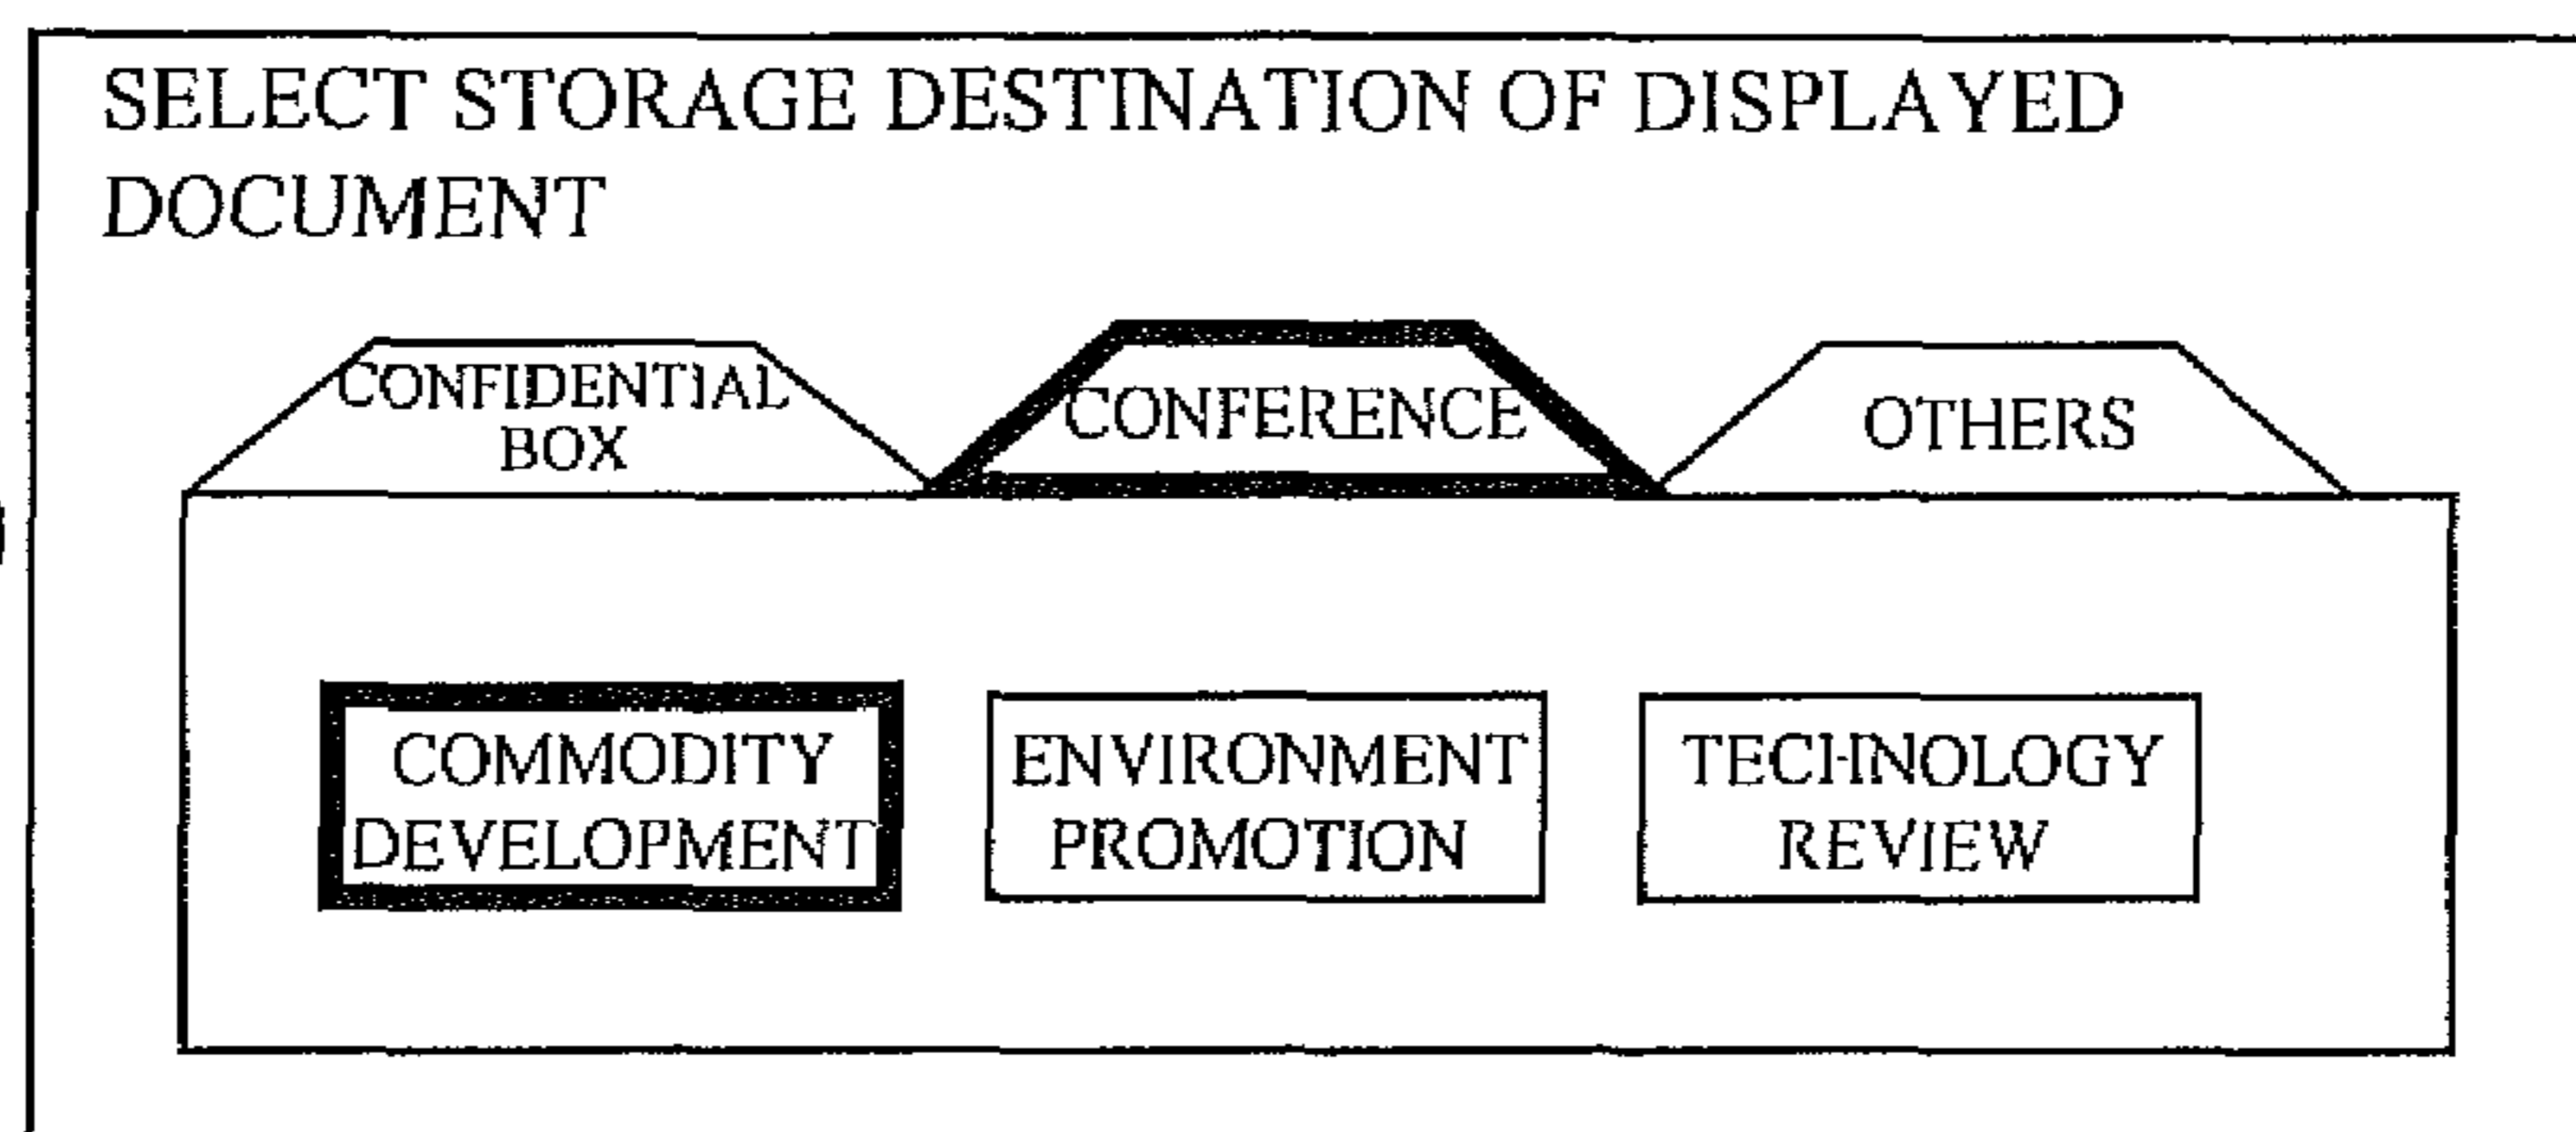 SELECT STORAGE DESTINATION OF DISPLAYED
DOCUMENT
CONFIDENTIAL
BOX
CONFERENCE
OTHERS
COMMODITY
DEVELOPMENT
ENVIRONMENT
PROMOTION
TECHNOLOGY
REVIEW